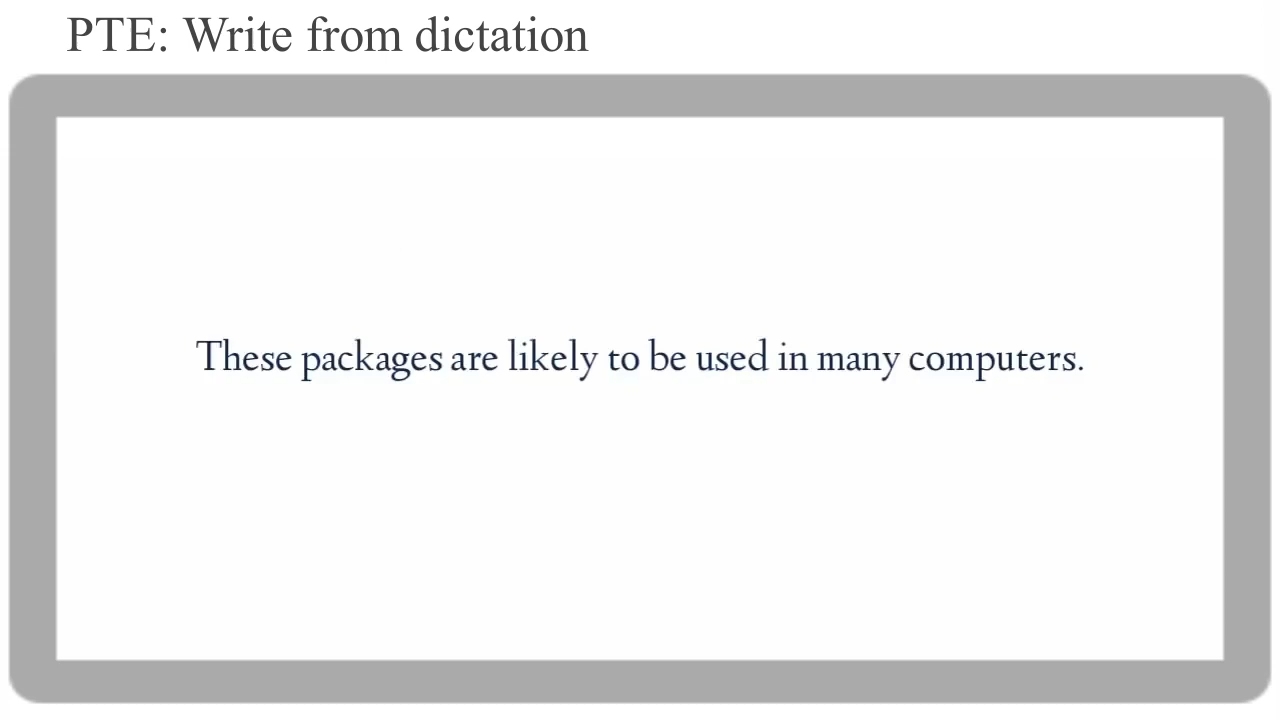 PTE: Write from dictation
These packages are likely to be used in many computers.